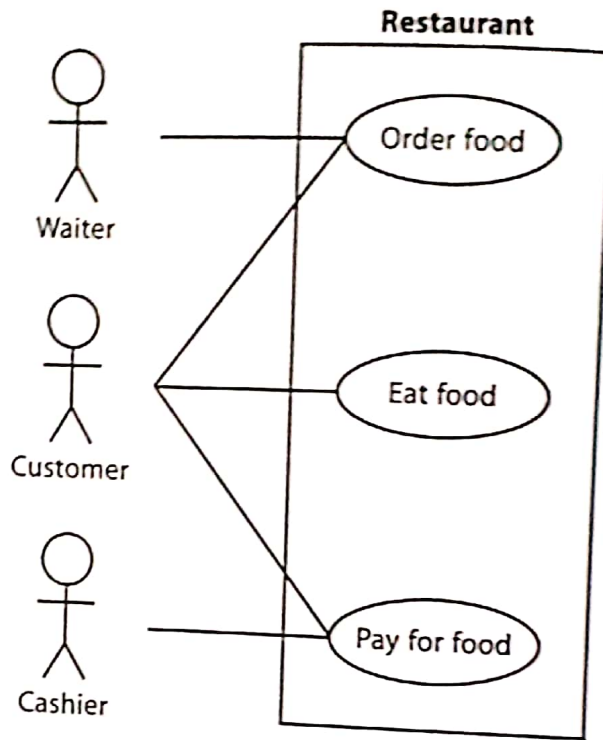 Restaurant
Order food
Waiter
Eat food
Customer
Pay for food
Cashier